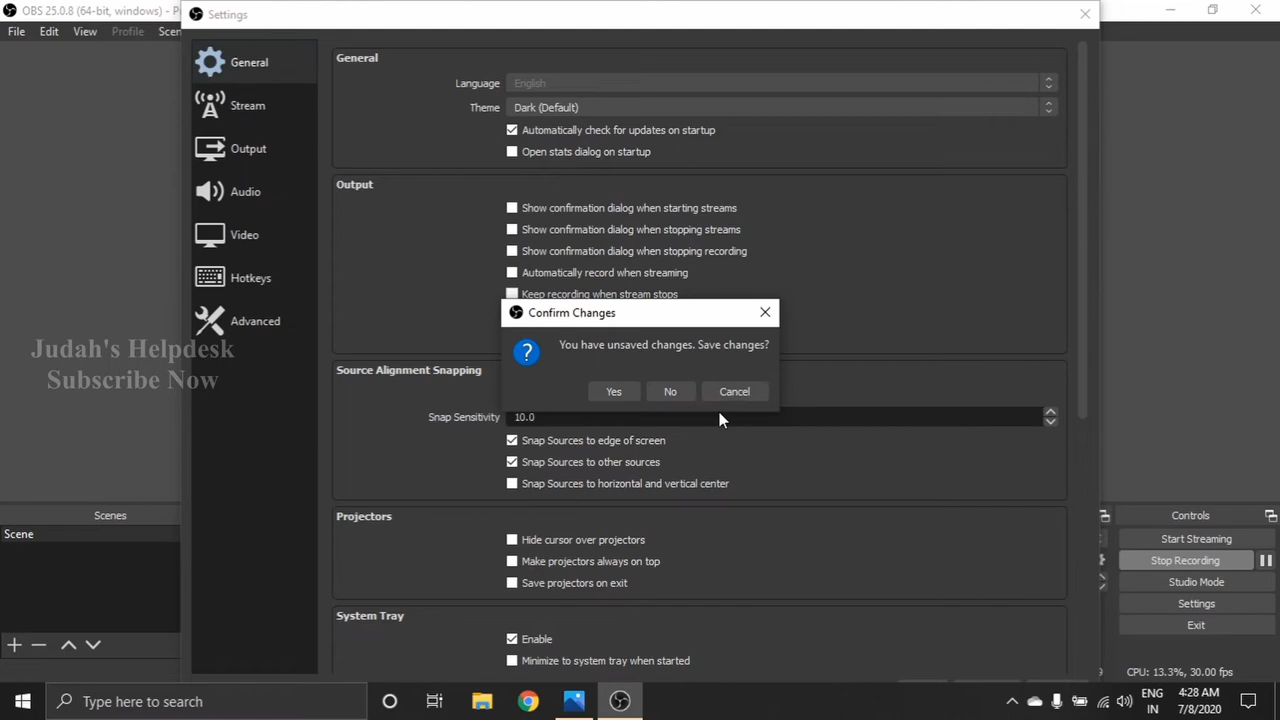 OBS 25.0.8 (64-bit, windows) - P
Settings
File Edit View Profile Scen
General
Stream
Output
Audio
Video
Hotkeys
Advanced
General
Language English
Theme Dark (Default)
Automatically check for updates on startup
Open stats dialog on startup
Output
Show confirmation dialog when starting streams
Show confirmation dialog when stopping streams
Show confirmation dialog when stopping recording
Automatically record when streaming
Keep recording when stream stops
Confirm Changes
You have unsaved changes. Save changes?
Yes No Cancel
Judah's Helpdesk
Subscribe Now
Source Alignment Snapping
Snap Sensitivity 10.0
Snap Sources to edge of screen
Snap Sources to other sources
Snap Sources to horizontal and vertical center
Projectors
Hide cursor over projectors
Make projectors always on top
Save projectors on exit
System Tray
Enable
Minimize to system tray when started
Scenes
Scene
Controls
Start Streaming
Stop Recording
Studio Mode
Settings
Exit
9 CPU: 13.3%, 30.00 fps
Type here to search
ENG
IN
4:28 AM
7/8/2020